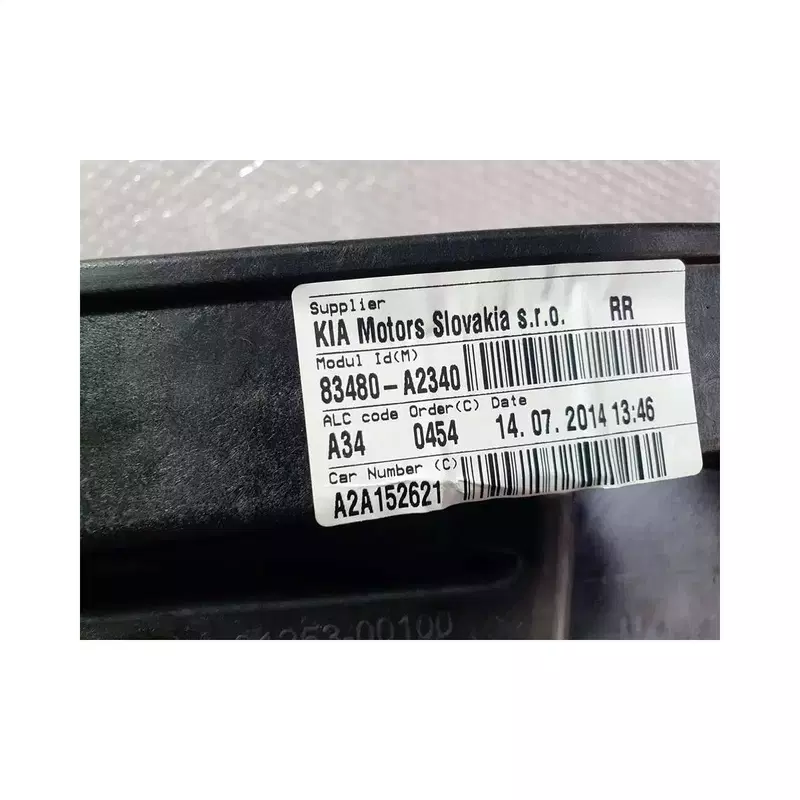 Supplier
KIA Motors Slovakia s.r.o. RR
Modul Id(M)
83480-A2340
ALC code Order(C) Date
A34 0454 14.07.2014 13:46
Car Number (C)
A2A152621